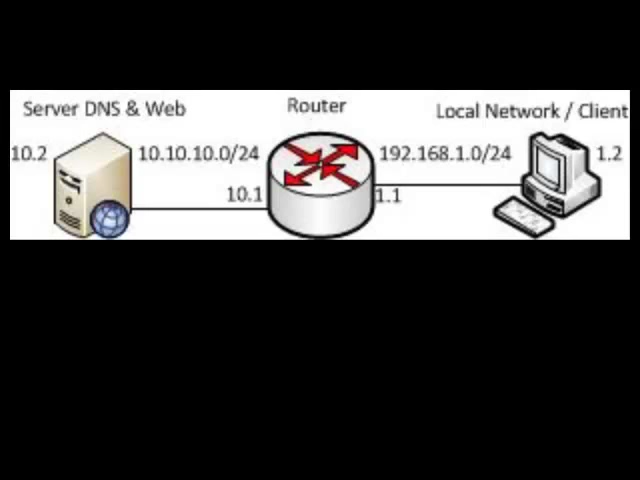 Server DNS & Web
Router
Local Network / Client
10.2
10.10.10.0/24
192.168.1.0/24
1.2
10.1
1.1